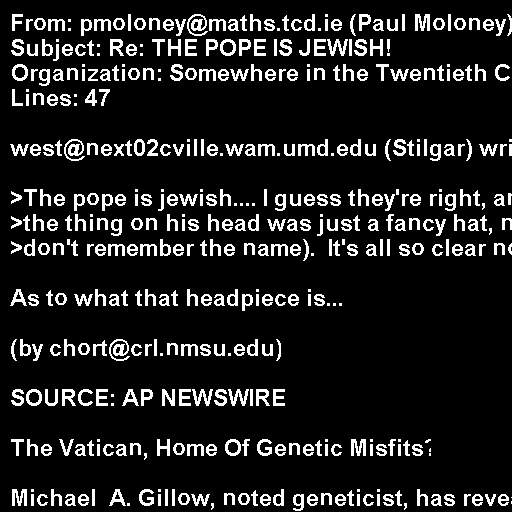 From: pmoloney@maths.tcd.ie (Paul Moloney)
Subject: Re: THE POPE IS JEWISH!
Organization: Somewhere in the Twentieth C
Lines: 47
west@next02cville.wam.umd.edu (Stilgar) wri
>The pope is jewish.... I guess they're right, a
>the thing on his head was just a fancy hat,
>don't remember the name).  It's all so clear
As to what that headpiece is...
(by chort@crl.nmsu.edu)
SOURCE: AP NEWSWIRE
The Vatican, Home Of Genetic Misfits?
Michael  A. Gillow, noted geneticist, has reve